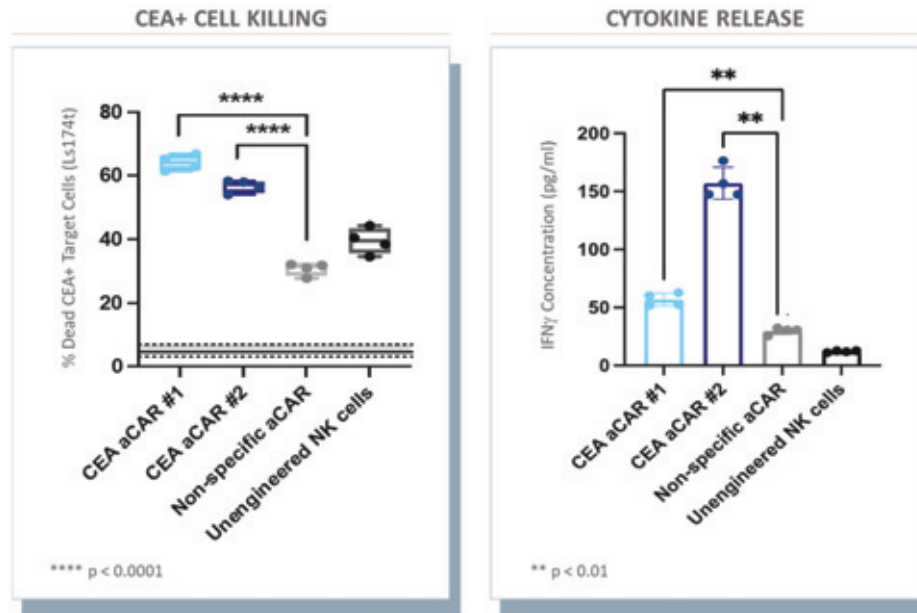 CEA+ CELL KILLING
% Dead CEA+ Target Cells (Ls174t)
80
60
40
20
0
****
****
CEA aCAR #1
CEA aCAR #2
Non-specific aCAR
Unengineered NK cells
**** p < 0.0001
CYTOKINE RELEASE
IFNγ Concentration (pg/ml)
200
150
100
50
0
**
**
CEA aCAR #1
CEA aCAR #2
Non-specific aCAR
Unengineered NK cells
** p < 0.01